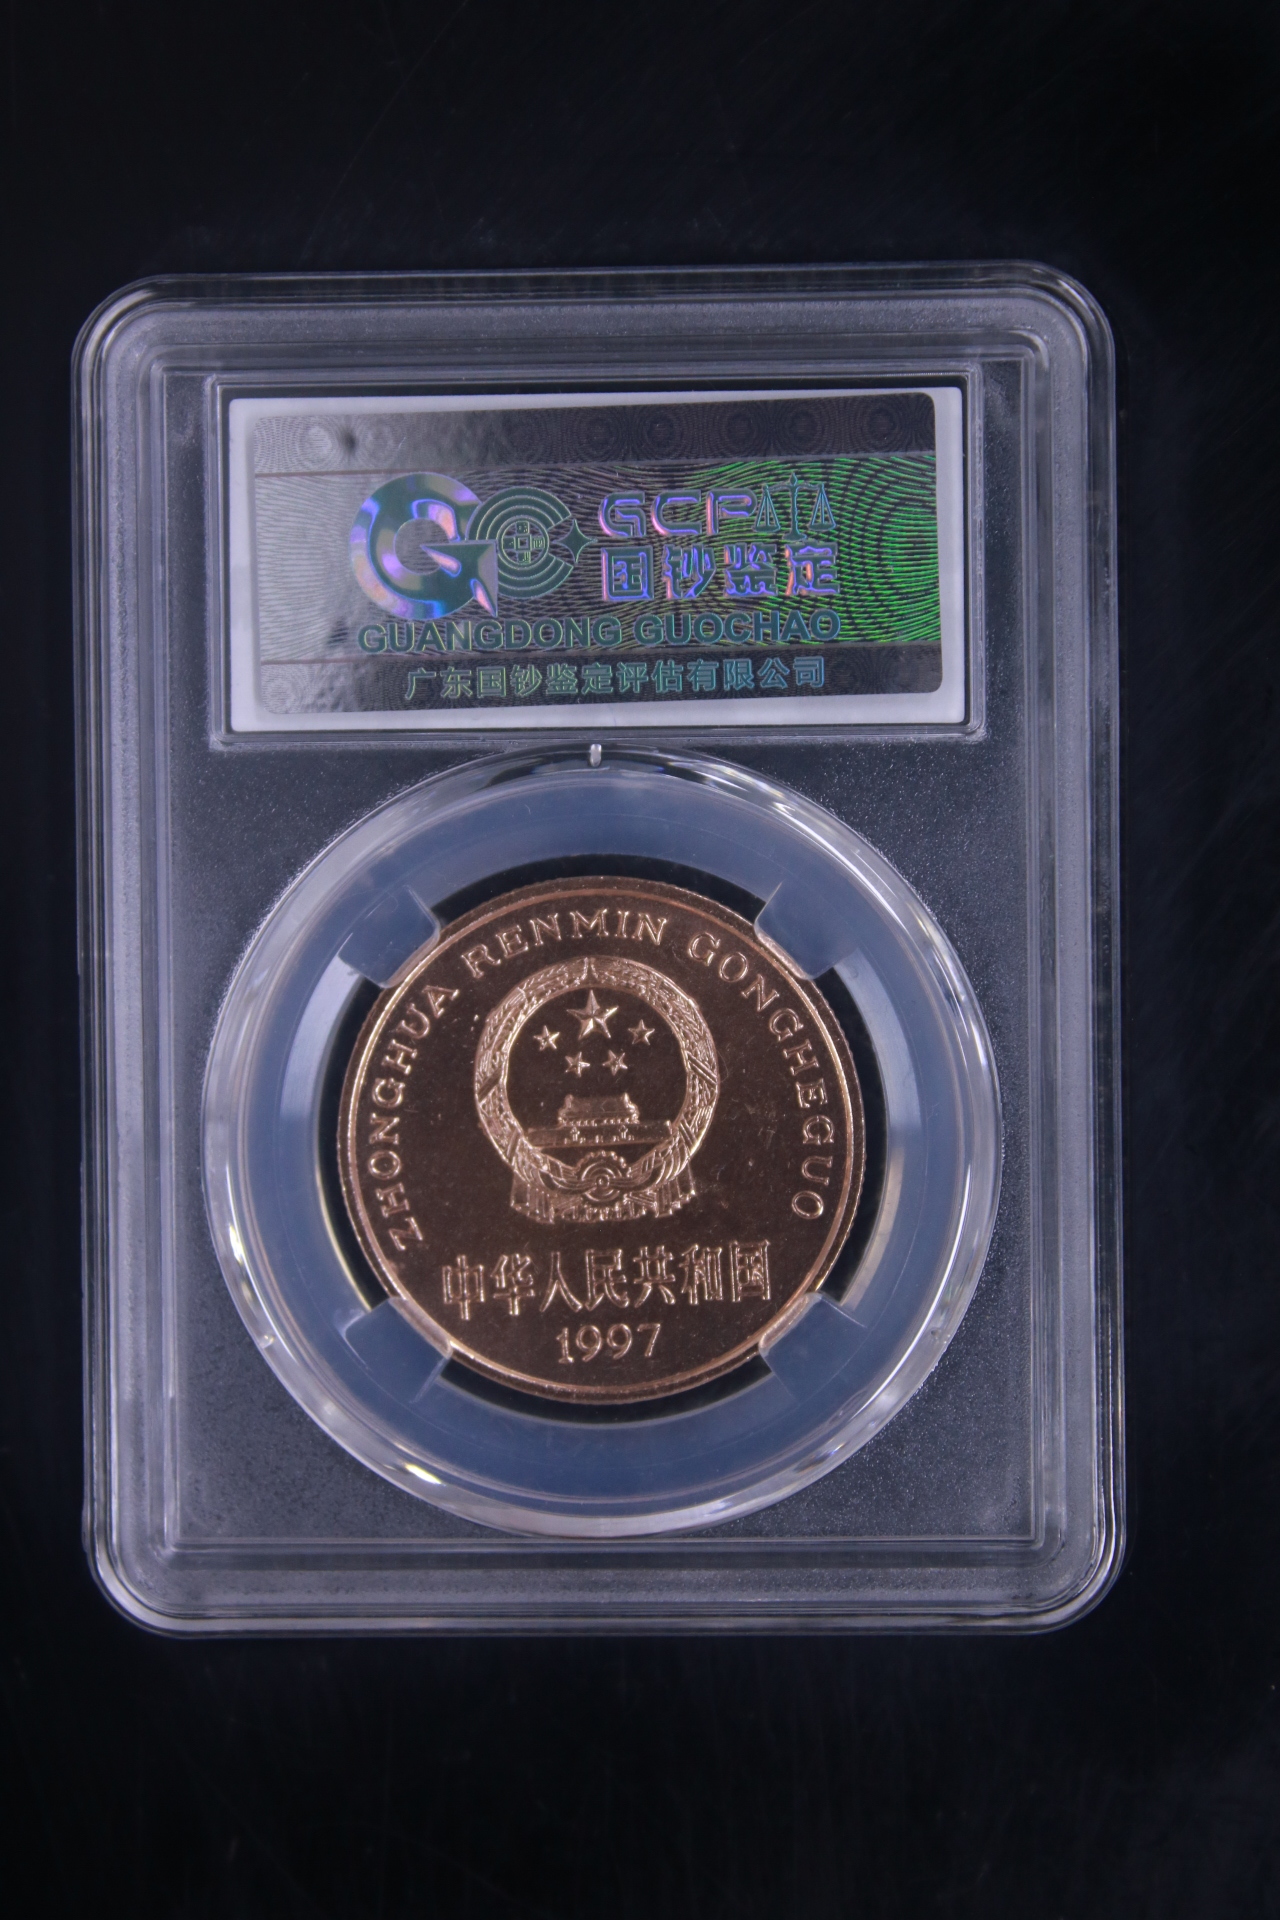 GC GCP
国钞鉴定
GUANGDONG GUOCHAO
广东国钞鉴定评估有限公司
ZHONGHUA RENMIN GONGHEGUO
中华人民共和国
1997